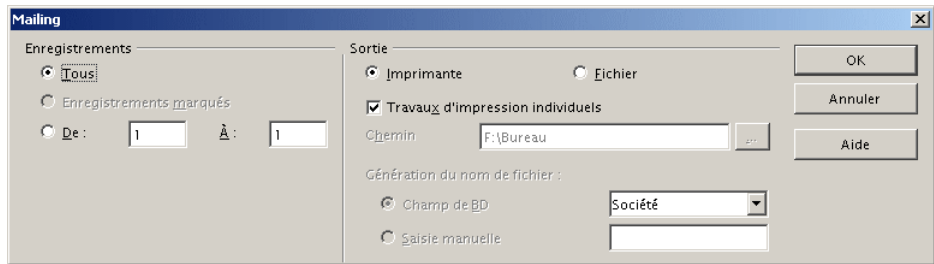 Mailing
Enregistrements
Tous
Enregistrements marqués
De : 1 À : 1
Sortie
Imprimante Fichier
Travaux d'impression individuels
Chemin F:\Bureau ...
Génération du nom de fichier :
Champ de BD Société
Saisie manuelle
OK
Annuler
Aide